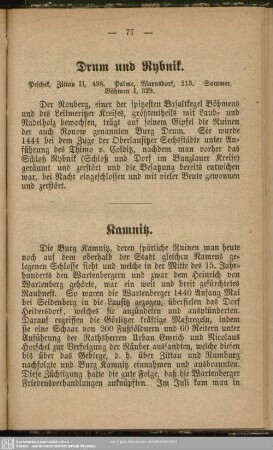 — 77 —
Drum und Rybnik.
Peschek, Zittau II, 498. Palme, Warnsdorf, 215. Sommer,
Böhmen I, 329.
Der Ronberg, einer der spitzesten Basaltkegel Böhmens
und des Leitmeritzer Kreises, größtentheils mit Laub- und
Nadelholz bewachsen, trägt auf seinem Gipfel die Ruinen
der auch Ronow genannten Burg Drum. Sie wurde
1444 bei dem Zuge der Oberlausitzer Sechsstädte unter An-
führung des Thimo v. Colditz, nachdem man vorher das
Schloß Rybnik (Schloß und Dorf im Bunzlauer Kreise)
geräumt und zerstört, und die Besatzung bereits entwichen
war, bei Nacht eingeschlossen und mit vieler Beute gewonnen
und zerstört.
Kamnitz.
Die Burg Kamnitz, deren spärliche Ruinen man heute
noch auf dem oberhalb der Stadt gleichen Namens ge-
legenen Schlosse sieht und welche in der Mitte des 15. Jahr-
hunderts den Wartenbergern und zwar dem Heinrich von
Wartenberg gehörte, war ein weit und breit gefürchtetes
Raubnest. So waren die Wartenberger 1440 Anfang Mai
bei Seidenberg in die Lausitz gezogen, überfielen das Dorf
Heidersdorf, welches sie anzündeten und ausplünderten.
Darauf ergriffen die Görlitzer kräftige Maßregeln, indem
sie eine Schaar von 200 Fußsöldnern und 60 Reitern unter
Anführung der Rathsherren Urban Emrich und Nicolaus
Horschel zur Verfolgung der Räuber aussandten, welche diesen
bis über das Gebirge, d. h. über Zittau und Rumburg
nachfolgte und Burg Kamnitz einnahmen und ausbrannten.
Diese Züchtigung hatte die gute Folge, daß die Wartenberger
Friedensverhandlungen anknüpften. Im Juli kam man in